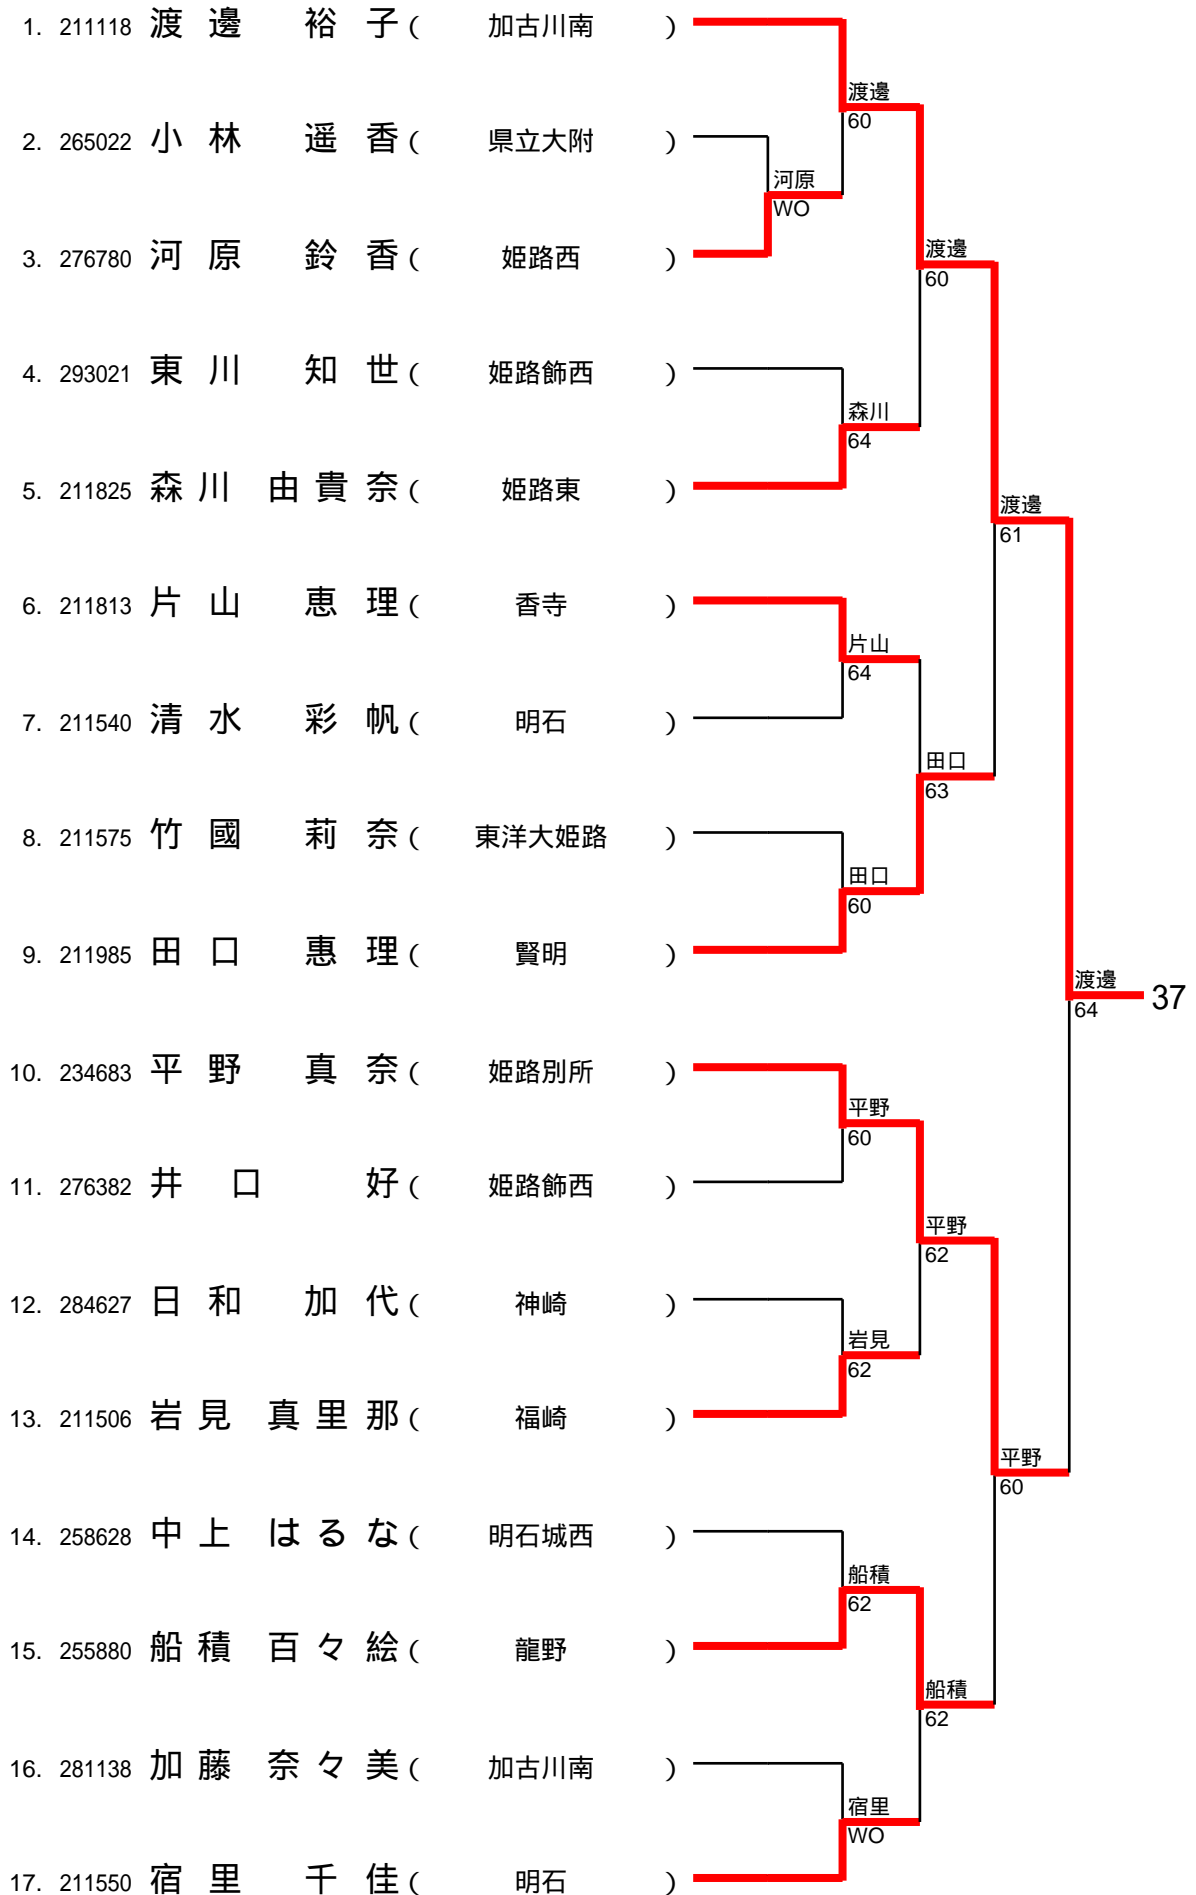 1. 211118 渡邊 裕子 ( 加古川南 )
渡邊
60
2. 265022 小林 遥香 ( 県立大附 )
河原
WO
3. 276780 河原 鈴香 ( 姫路西 )
渡邊
60
4. 293021 東川 知世 ( 姫路飾西 )
森川
64
5. 211825 森川 由貴奈 ( 姫路東 )
渡邊
61
6. 211813 片山 恵理 ( 香寺 )
片山
64
7. 211540 清水 彩帆 ( 明石 )
田口
63
8. 211575 竹國 莉奈 ( 東洋大姫路 )
田口
60
9. 211985 田口 惠理 ( 賢明 )
渡邊
64 37
10. 234683 平野 真奈 ( 姫路別所 )
平野
60
11. 276382 井口 好 ( 姫路飾西 )
平野
62
12. 284627 日和 加代 ( 神崎 )
岩見
62
13. 211506 岩見 真里那 ( 福崎 )
平野
60
14. 258628 中上 はるな ( 明石城西 )
船積
62
15. 255880 船積 百々絵 ( 龍野 )
船積
62
16. 281138 加藤 奈々美 ( 加古川南 )
宿里
WO
17. 211550 宿里 千佳 ( 明石 )